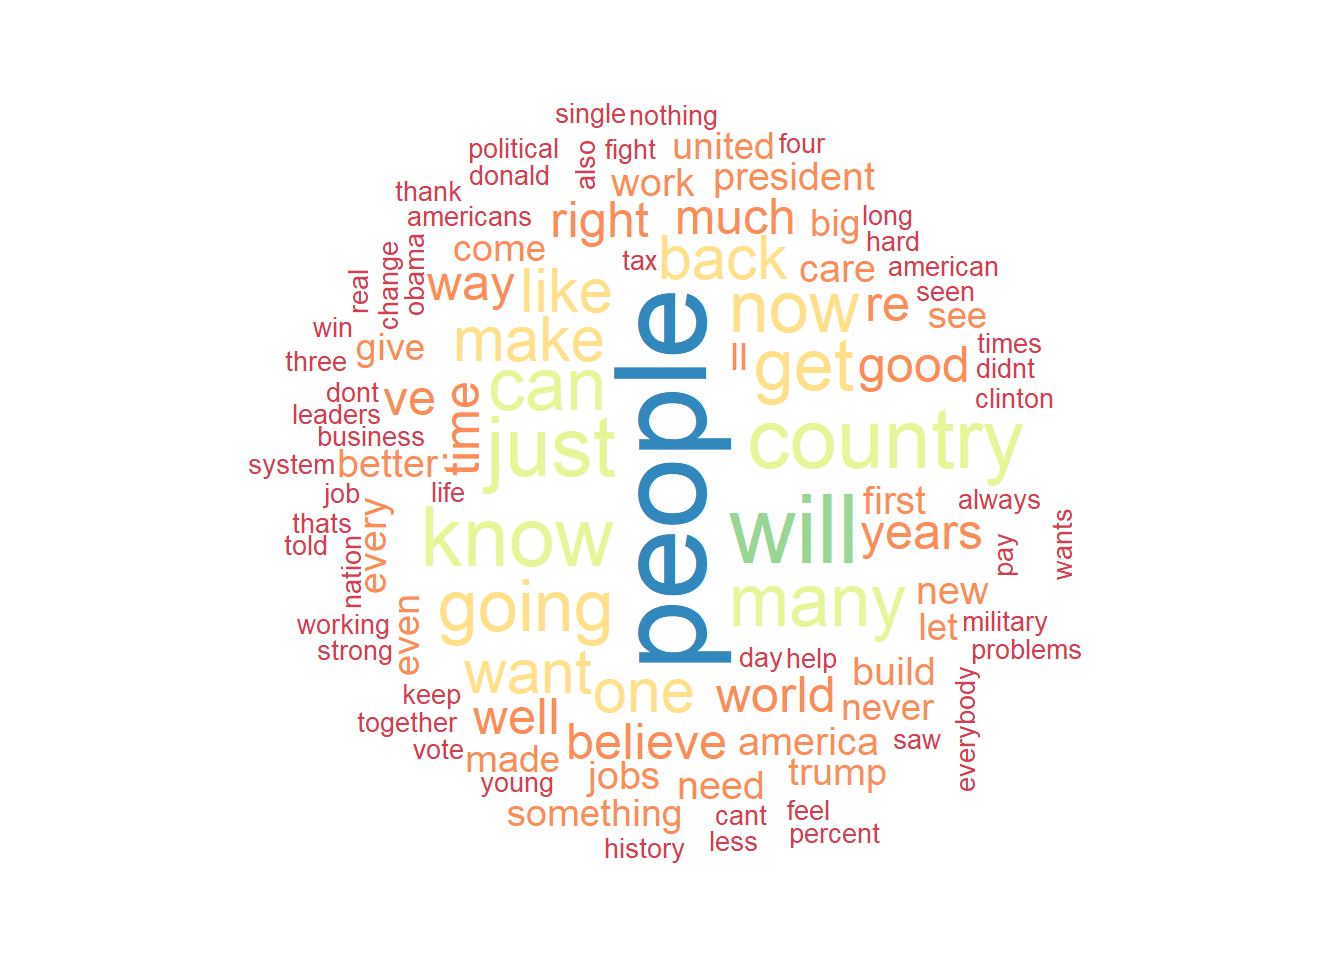 single nothing
political also fight united four
donald work president
thank
americans right much big long
come tax back care hard
real change obama way like american
now re seen
win make see
three give ll get good times
didnt
dont ve time can people clinton
leaders
business just country
system better
job life first always
thats every know will years
told nation pay wants
going many new
working even let military
strong want one day help problems
keep world build everybody
together well never
vote believe america saw
made jobs need trump
young
something cant feel
history less percent